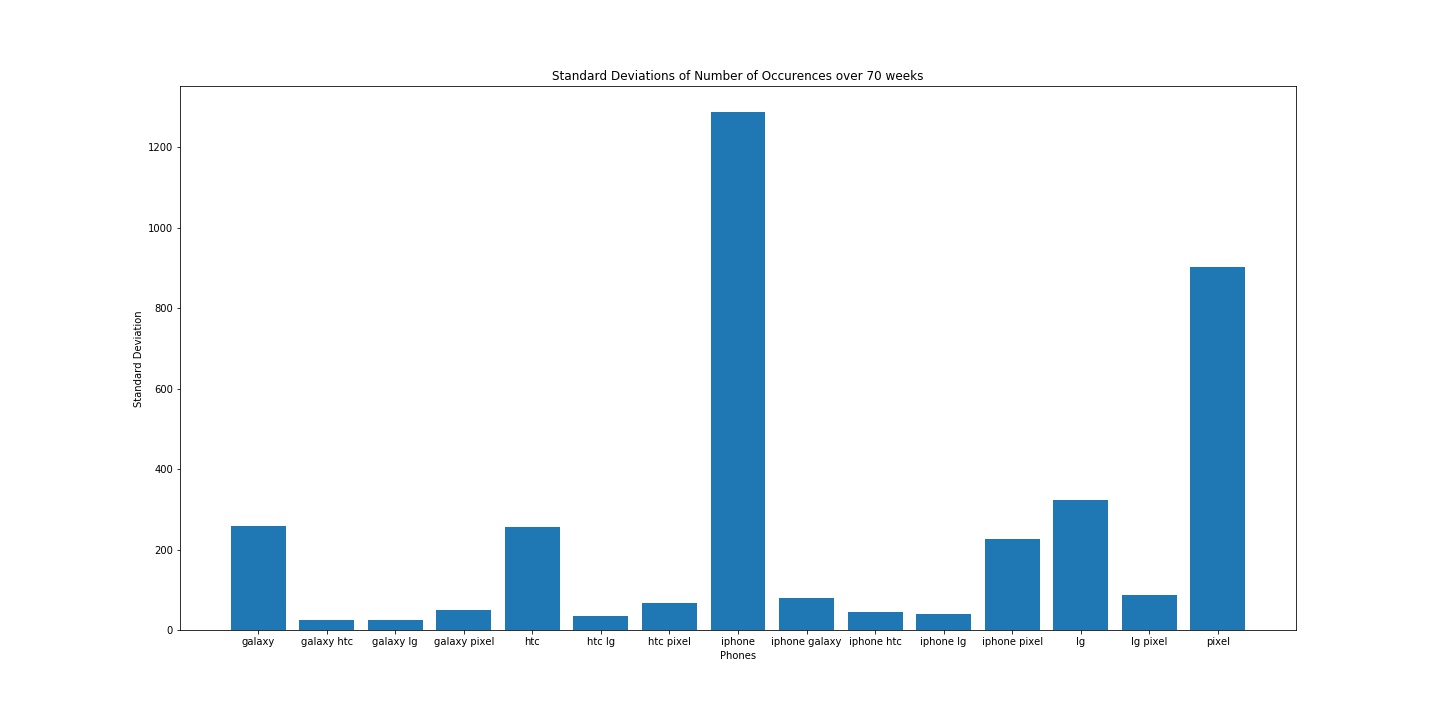 Standard Deviations of Number of Occurences over 70 weeks
1200
1000
800
600
400
200
0
Standard Deviation
galaxy galaxy htc galaxy lg galaxy pixel htc htc lg htc pixel iphone iphone galaxy iphone htc iphone lg iphone pixel lg lg pixel pixel
Phones